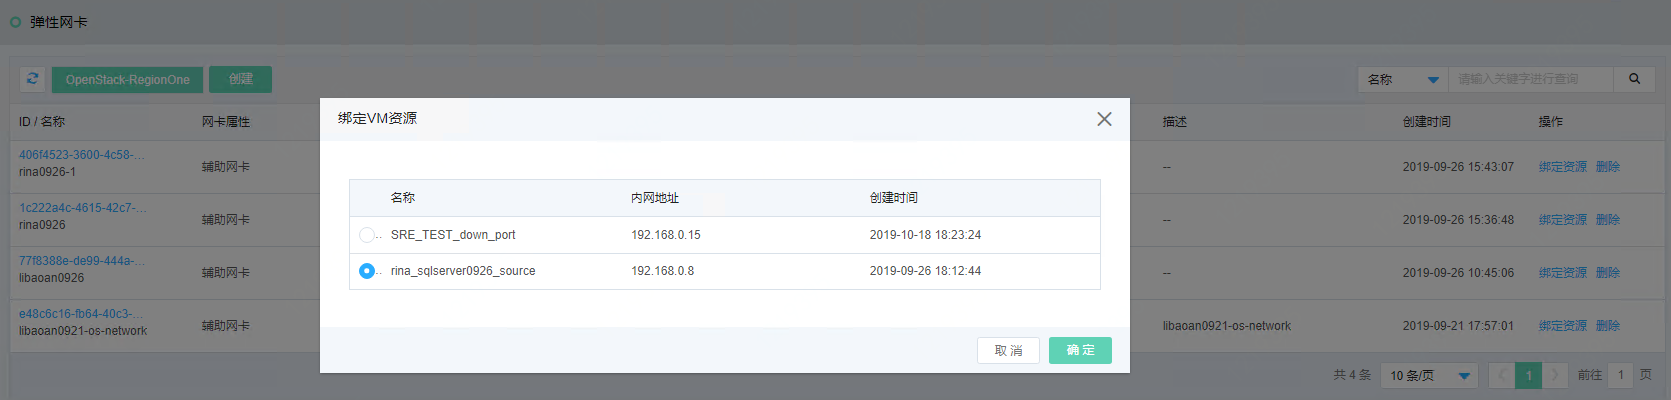 弹性网卡
OpenStack-RegionOne 创建 名称 请输入关键字进行查询
ID / 名称 网卡属性 描述 创建时间 操作
406f4523-3600-4c58-...
rina0926-1 辅助网卡 -- 2019-09-26 15:43:07 绑定资源 删除
1c222a4c-4615-42c7-...
rina0926 辅助网卡 -- 2019-09-26 15:36:48 绑定资源 删除
77f8388e-de99-444a-...
libaoan0926 辅助网卡 -- 2019-09-26 10:45:06 绑定资源 删除
e48c6c16-fb64-40c3-...
libaoan0921-os-network 辅助网卡 libaoan0921-os-network 2019-09-21 17:57:01 绑定资源 删除
共 4 条 10 条/页 1 前往 1 页
绑定VM资源
名称 内网地址 创建时间
SRE_TEST_down_port 192.168.0.15 2019-10-18 18:23:24
rina_sqlserver0926_source 192.168.0.8 2019-09-26 18:12:44
取消 确定